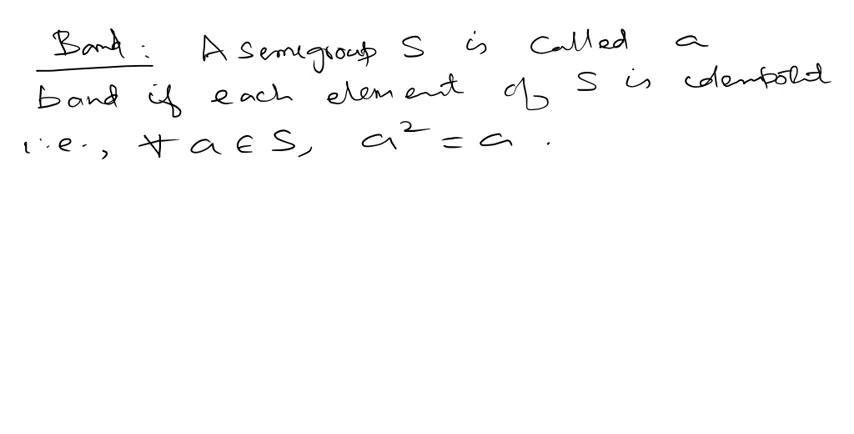 Band : A semigroup S is called a
band if each element of S is idempotent
i.e., ∀ a ∈ S, a² = a .